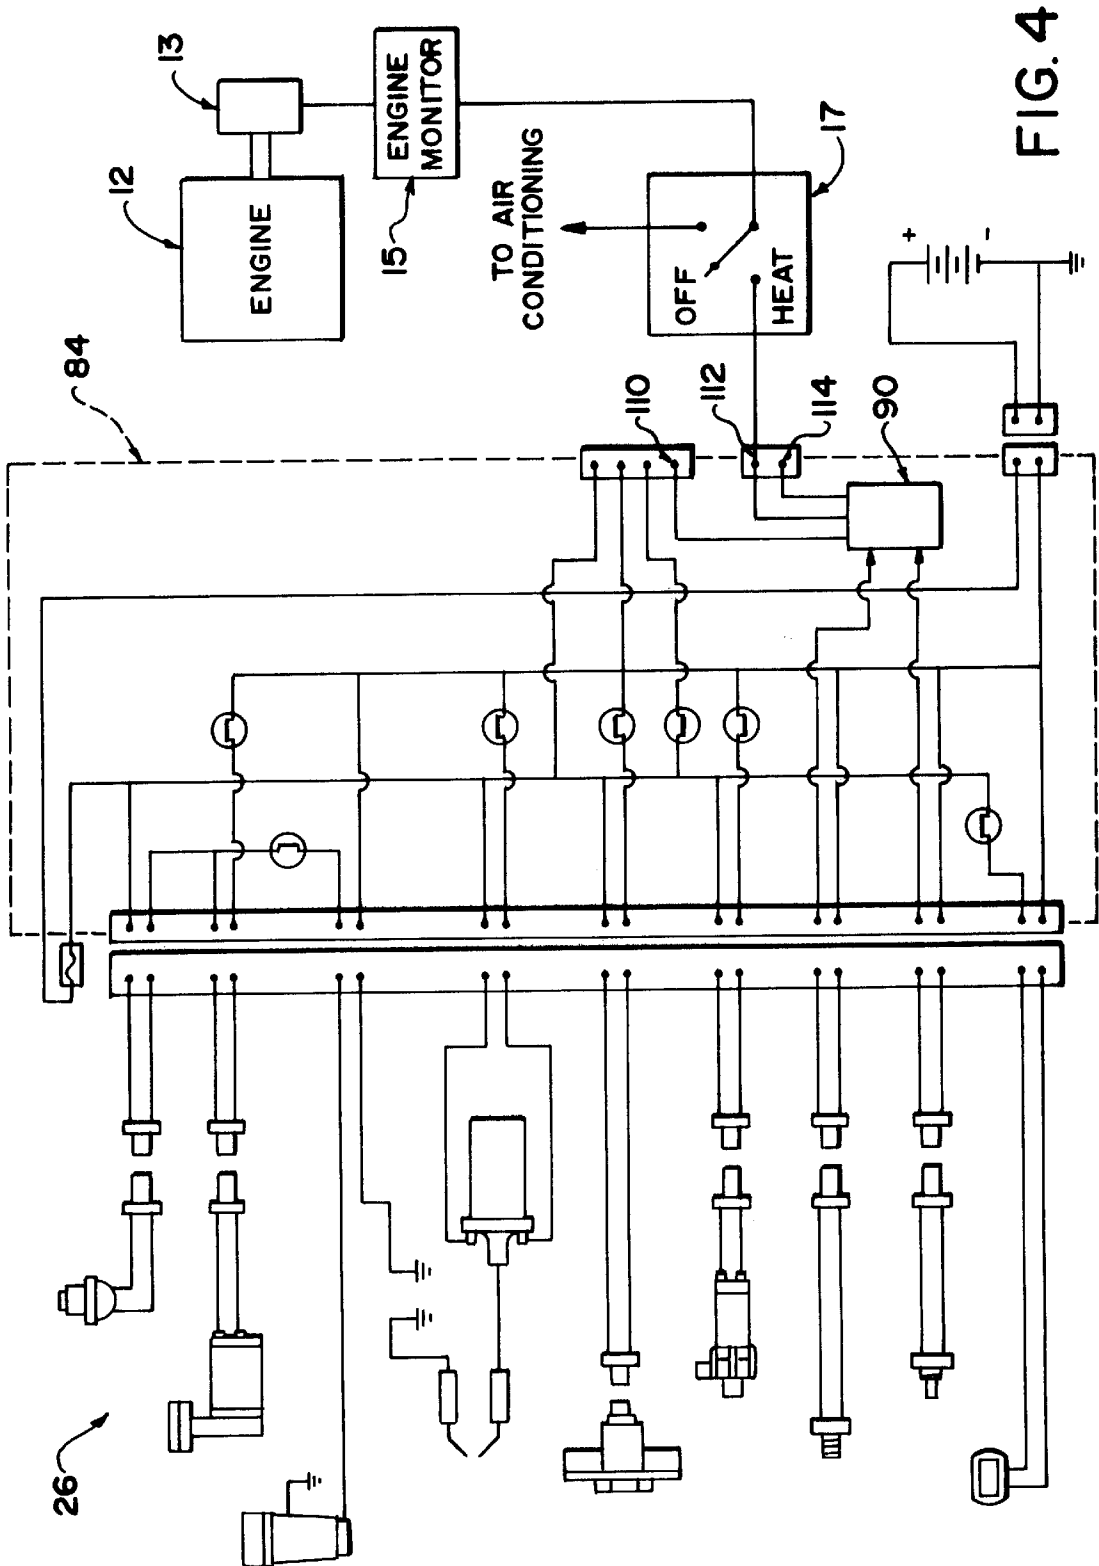 13
12
ENGINE
ENGINE
MONITOR
15
TO AIR
CONDITIONING
OFF
HEAT
17
84
110
112
114
90
+
-
26
FIG. 4